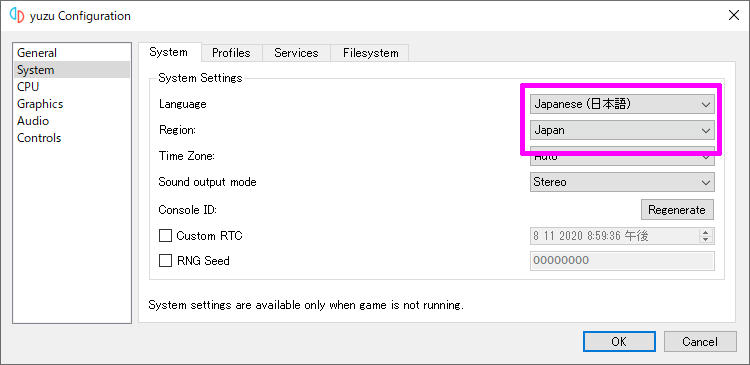 yuzu Configuration
General
System
CPU
Graphics
Audio
Controls
System Profiles Services Filesystem
System Settings
Language Japanese (日本語)
Region: Japan
Time Zone: Auto
Sound output mode Stereo
Console ID: Regenerate
Custom RTC 8 11 2020 8:59:36 午後
RNG Seed 00000000
System settings are available only when game is not running.
OK Cancel